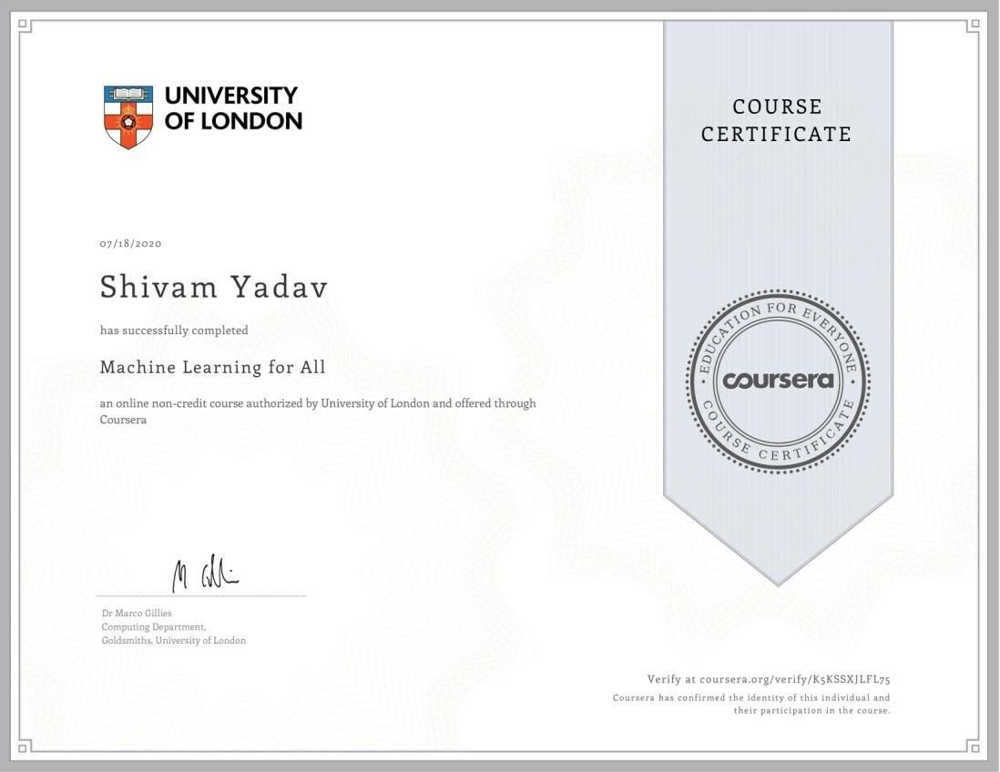 UNIVERSITY
OF LONDON
COURSE
CERTIFICATE
07/18/2020
Shivam Yadav
has successfully completed
Machine Learning for All
an online non-credit course authorized by University of London and offered through
Coursera
EDUCATION FOR EVERYONE
coursera
COURSE CERTIFICATE
M Gillies
Dr Marco Gillies
Computing Department,
Goldsmiths, University of London
Verify at coursera.org/verify/K5KSSXJLFL75
Coursera has confirmed the identity of this individual and
their participation in the course.